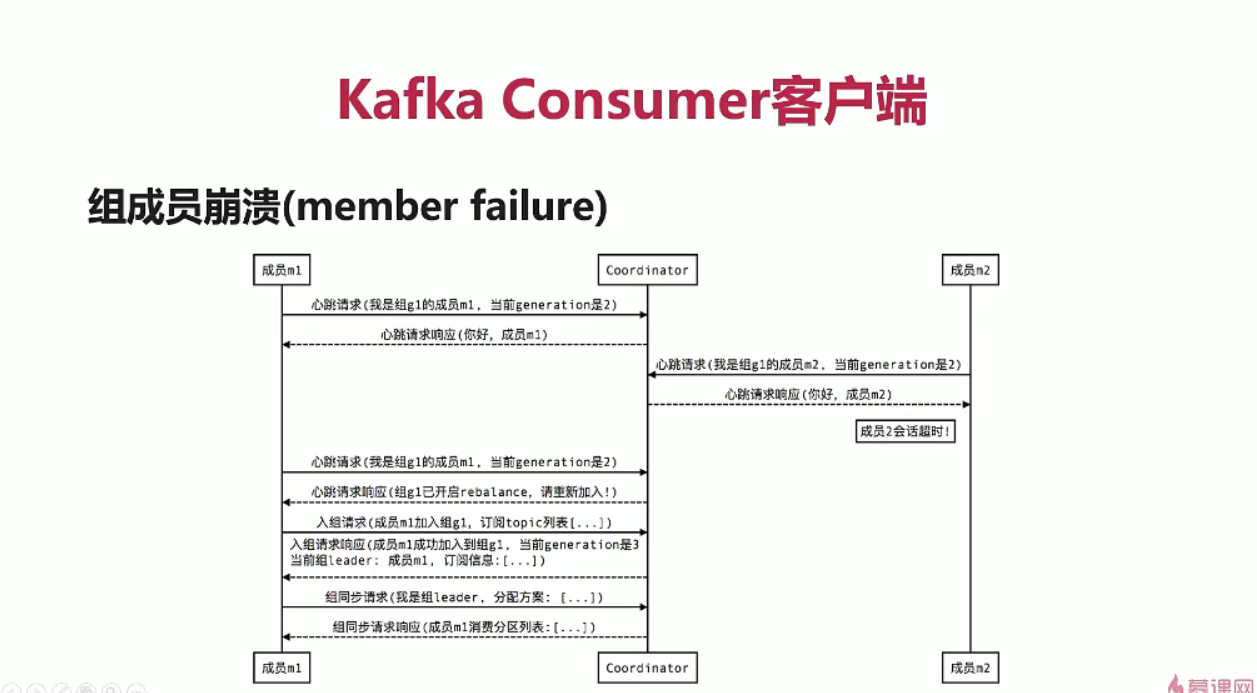 Kafka Consumer客户端
组成员崩溃(member failure)
成员m1
Coordinator
成员m2
心跳请求(我是组g1的成员m1, 当前generation是2)
心跳请求响应(你好, 成员m1)
心跳请求(我是组g1的成员m2, 当前generation是2)
心跳请求响应(你好, 成员m2)
成员2会话超时!
心跳请求(我是组g1的成员m1, 当前generation是2)
心跳请求响应(组g1已开启rebalance, 请重新加入!)
入组请求(成员m1加入组g1, 订阅topic列表[...])
入组请求响应(成员m1成功加入到组g1, 当前generation是3
当前组leader: 成员m1, 订阅信息:[...])
组同步请求(我是组leader, 分配方案: [...])
组同步请求响应(成员m1消费分区列表:[...])
成员m1
Coordinator
成员m2
慕课网